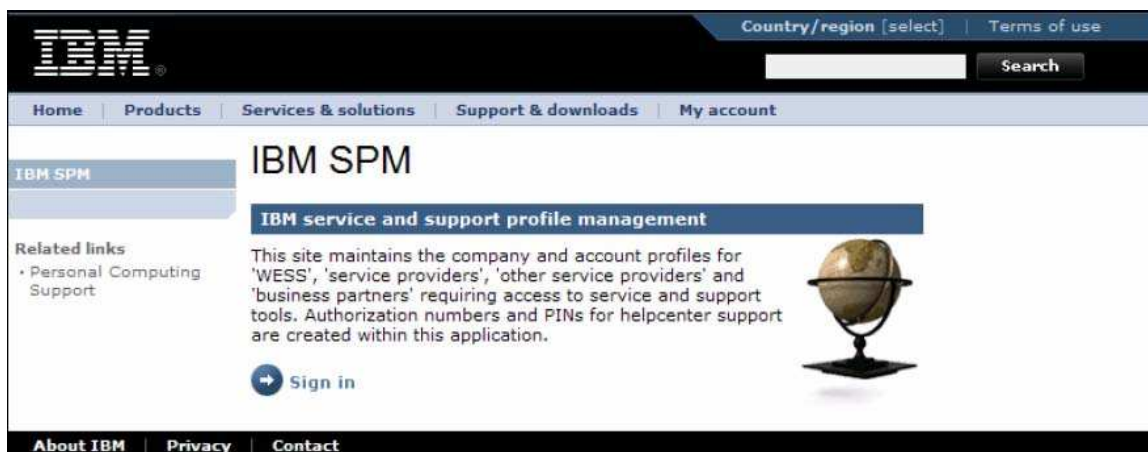 Country/region [select] | Terms of use
IBM®
Search
Home | Products | Services & solutions | Support & downloads | My account
IBM SPM
IBM SPM
IBM service and support profile management
Related links
· Personal Computing
Support
This site maintains the company and account profiles for
'WESS', 'service providers', 'other service providers' and
'business partners' requiring access to service and support
tools. Authorization numbers and PINs for helpcenter support
are created within this application.
Sign in
About IBM | Privacy | Contact